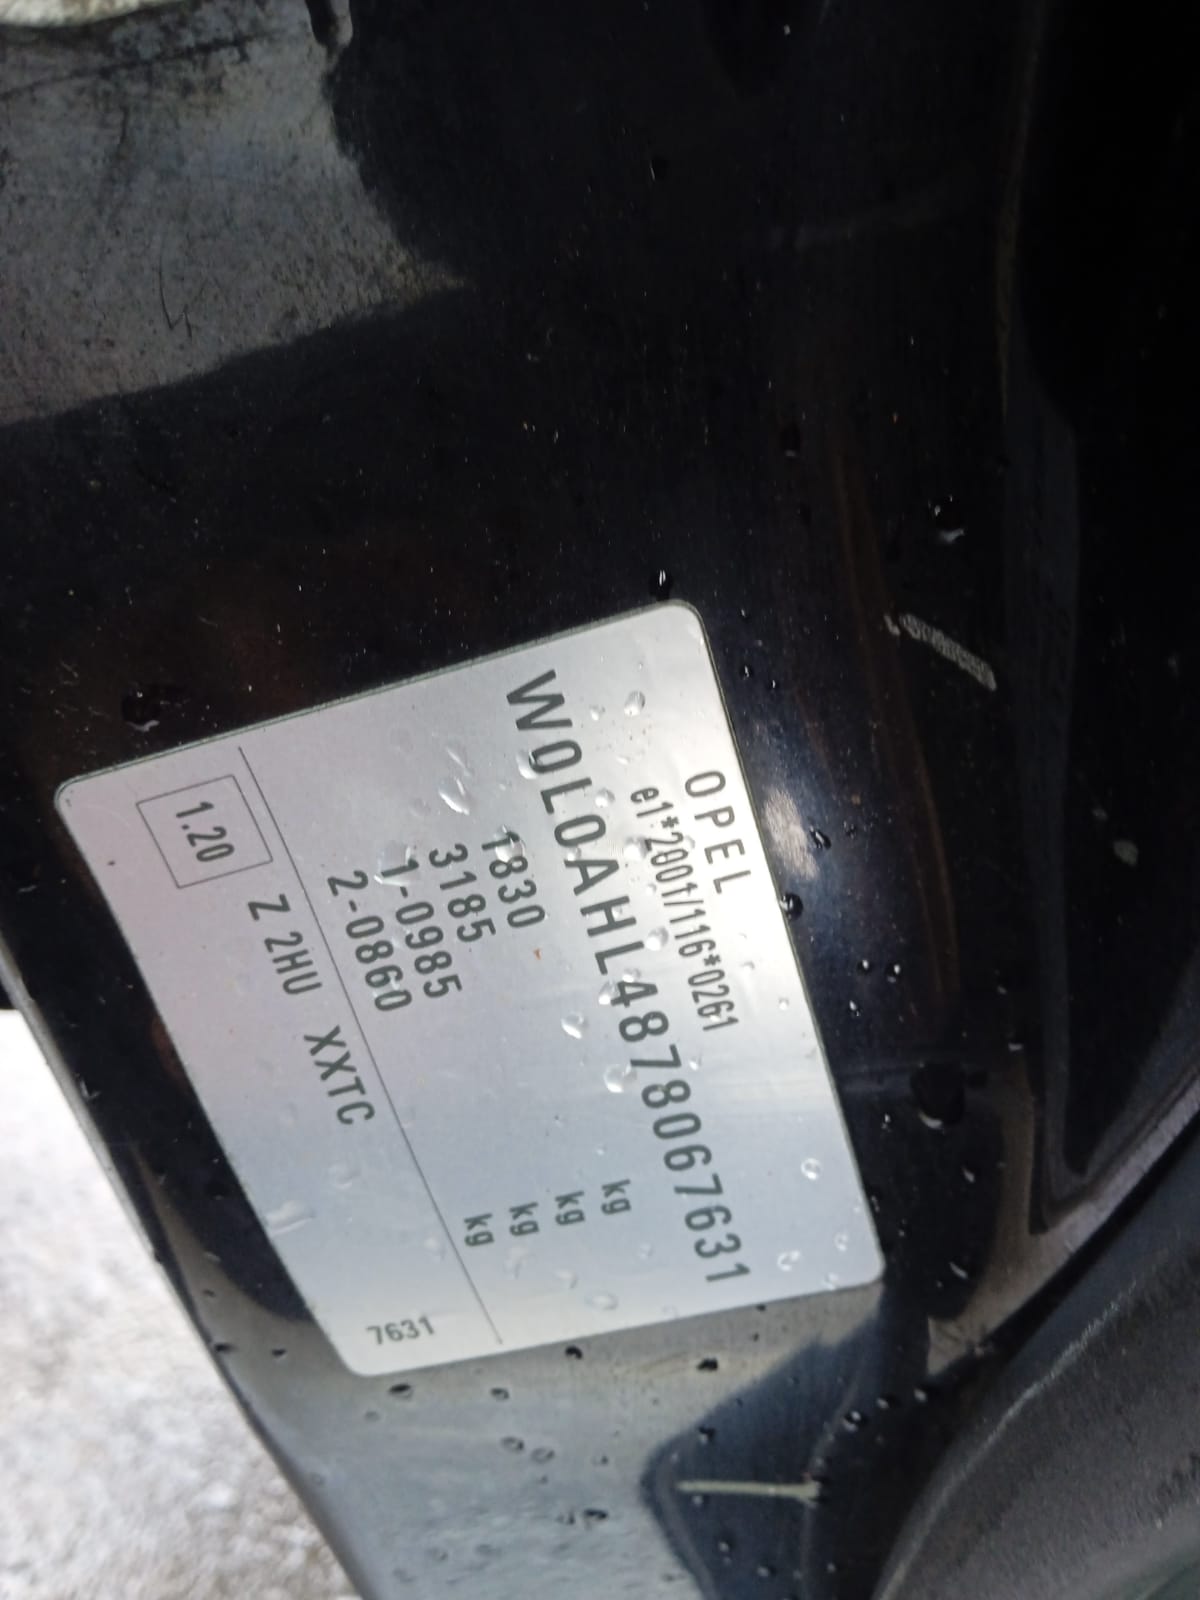 OPEL
e1*2001/116*0261
W0L0AHL4878067631
1830 kg
3185 kg
1-0985 kg
2-0860 kg
1.20 Z 2HU XXTC
7631